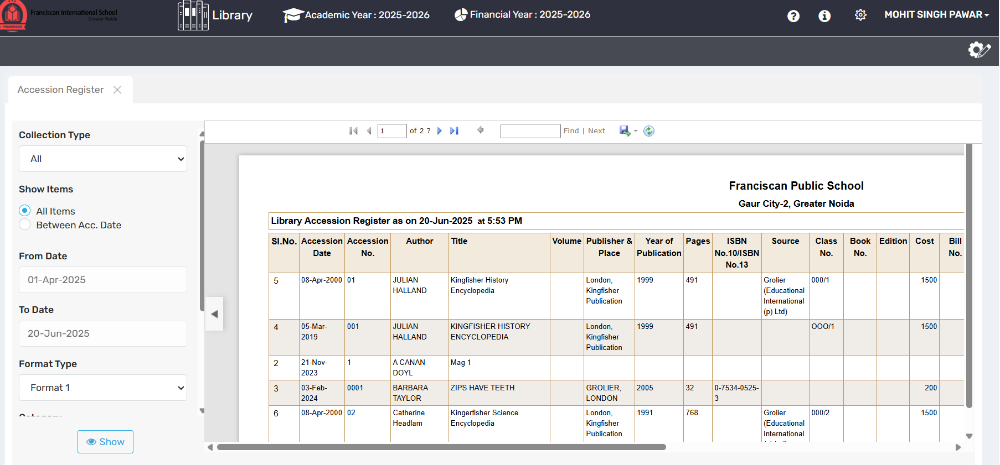 Franciscan International School
Greater Noida
FRANCISCAN
Library
Academic Year : 2025-2026
Financial Year : 2025-2026
MOHIT SINGH PAWAR
Accession Register
Collection Type
All
Show Items
All Items
Between Acc. Date
From Date
01-Apr-2025
To Date
20-Jun-2025
Format Type
Format 1
Category
Show
1 of 2 ?
Find | Next
Franciscan Public School
Gaur City-2, Greater Noida
Library Accession Register as on 20-Jun-2025 at 5:53 PM
SI.No. Accession Date Accession No. Author Title Volume Publisher & Place Year of Publication Pages ISBN No.10/ISBN No.13 Source Class No. Book No. Edition Cost Bill No.
5 08-Apr-2000 01 JULIAN HALLAND Kingfisher History Encyclopedia London, Kingfisher Publication 1999 491 Grolier (Educational International (p) Ltd) 000/1 1500
4 05-Mar-2019 001 JULIAN HALLAND KINGFISHER HISTORY ENCYCLOPEDIA London, Kingfisher Publication 1999 491 OOO/1 1500
2 21-Nov-2023 1 A CANAN DOYL Mag 1
3 03-Feb-2024 0001 BARBARA TAYLOR ZIPS HAVE TEETH GROLIER, LONDON 2005 32 0-7534-0525-3 200
6 08-Apr-2000 02 Catherine Headlam Kingerfisher Science Encyclopedia London, Kingfisher Publication 1991 768 Grolier (Educational International 000/2 1500